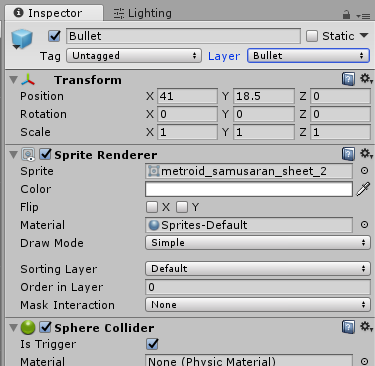 Inspector Lighting
Bullet Static
Tag Untagged Layer Bullet
Transform
Position X 41 Y 18.5 Z 0
Rotation X 0 Y 0 Z 0
Scale X 1 Y 1 Z 1
Sprite Renderer
Sprite metroid_samusaran_sheet_2
Color
Flip X Y
Material Sprites-Default
Draw Mode Simple
Sorting Layer Default
Order in Layer 0
Mask Interaction None
Sphere Collider
Is Trigger
Material None (Physic Material)